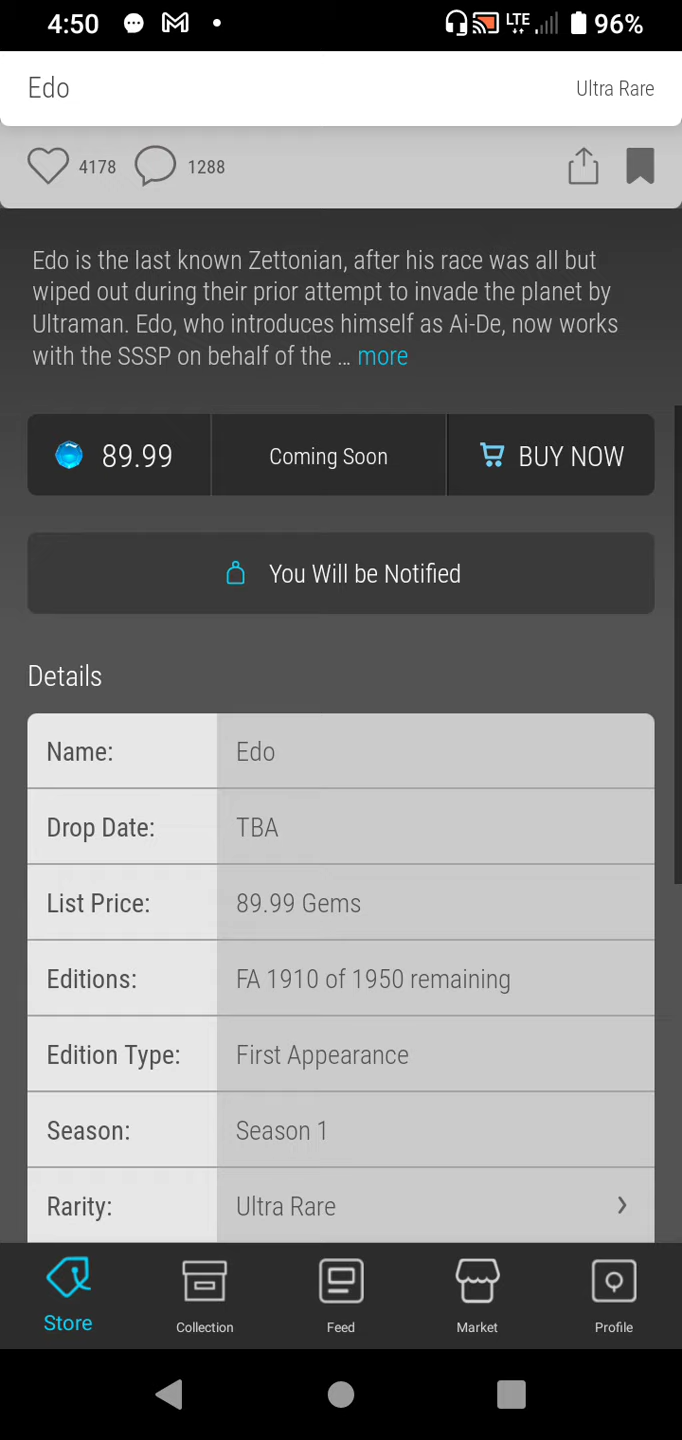 4:50
LTE
96%
Edo
Ultra Rare
4178
1288
Edo is the last known Zettonian, after his race was all but
wiped out during their prior attempt to invade the planet by
Ultraman. Edo, who introduces himself as Ai-De, now works
with the SSSP on behalf of the ... more
89.99
Coming Soon
BUY NOW
You Will be Notified
Details
Name: Edo
Drop Date: TBA
List Price: 89.99 Gems
Editions: FA 1910 of 1950 remaining
Edition Type: First Appearance
Season: Season 1
Rarity: Ultra Rare
Store
Collection
Feed
Market
Profile